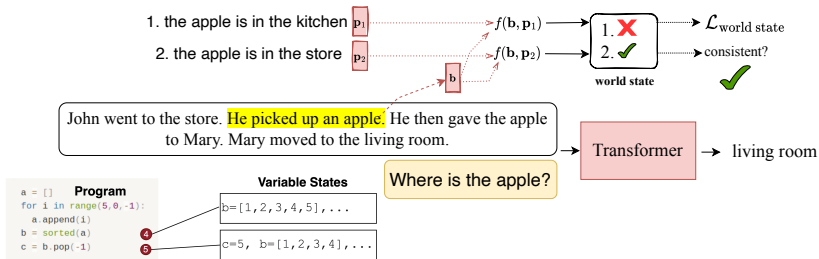 1. the apple is in the kitchen p₁ f(b, p₁) 1. ❌ ℒworld state
2. the apple is in the store p₂ f(b, p₂) 2. ✔ consistent?
b
world state
John went to the store. He picked up an apple. He then gave the apple
to Mary. Mary moved to the living room.
Transformer
living room
Where is the apple?
Program
a = []
for i in range(5,0,-1):
a.append(i)
b = sorted(a)
c = b.pop(-1)
4
5
Variable States
b=[1,2,3,4,5],...
c=5, b=[1,2,3,4],...